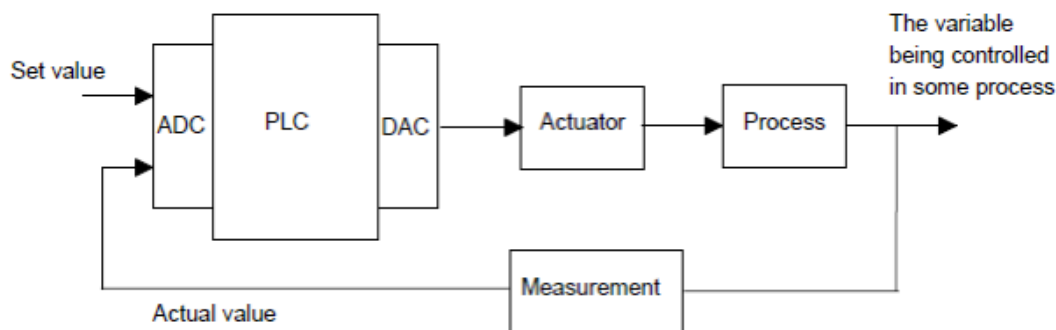 The variable
being controlled
in some process
Set value
ADC
PLC
DAC
Actuator
Process
Measurement
Actual value